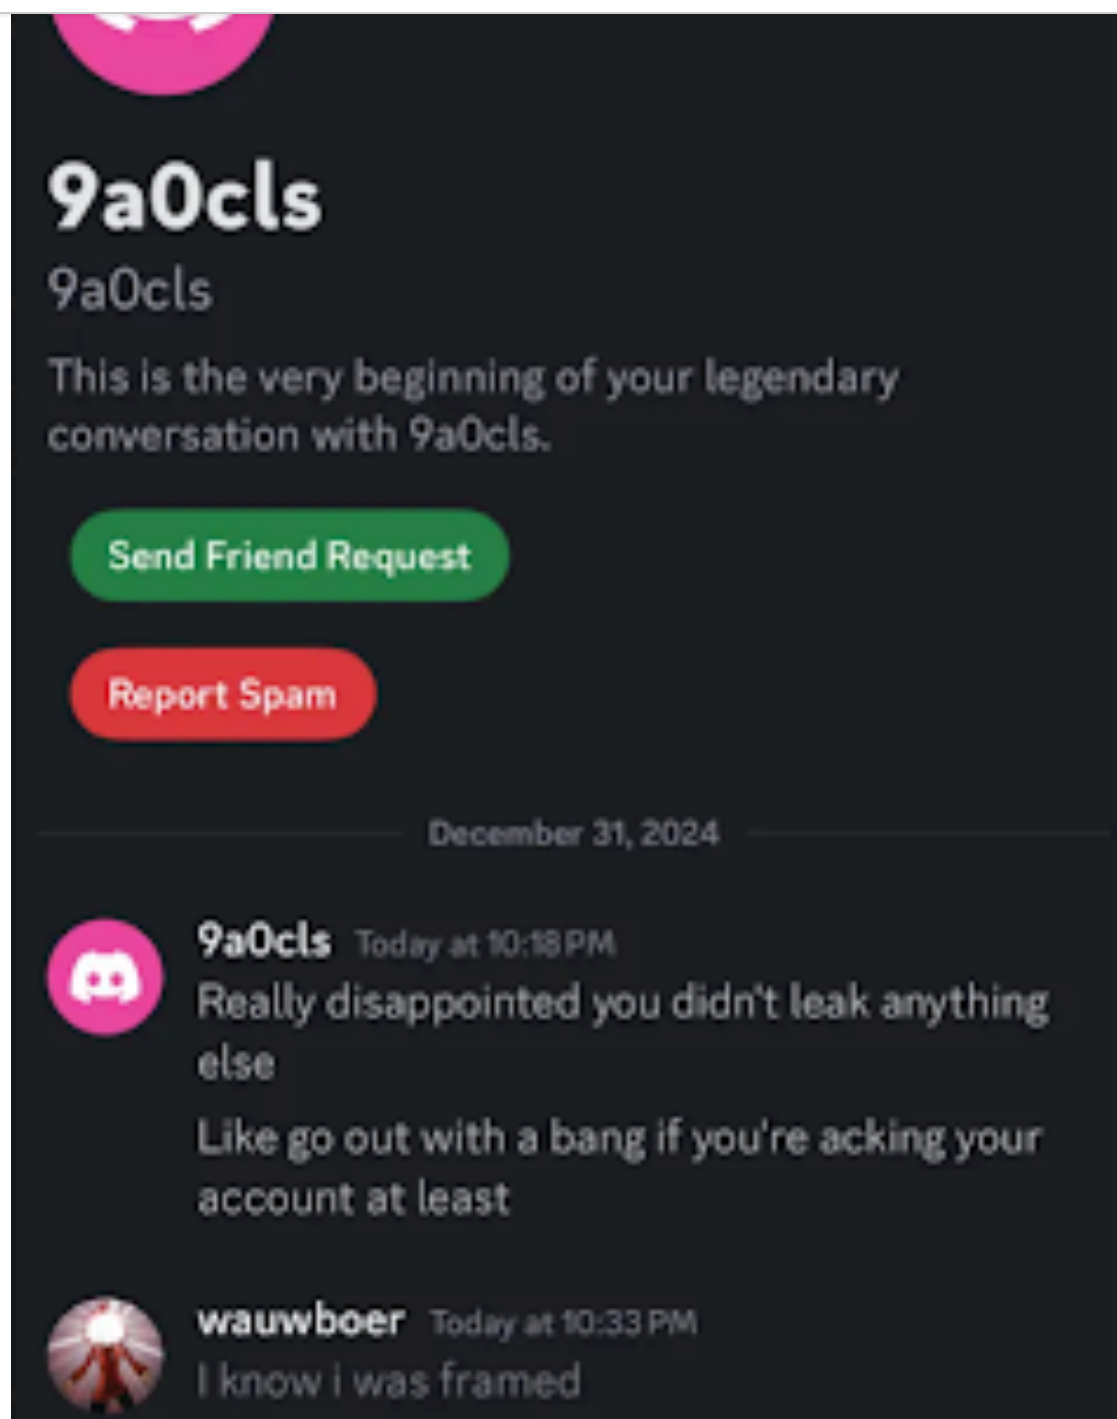 9a0cls
9a0cls
This is the very beginning of your legendary
conversation with 9a0cls.
Send Friend Request
Report Spam
December 31, 2024
9a0cls Today at 10:18 PM
Really disappointed you didn't leak anything
else
Like go out with a bang if you're acking your
account at least
wauwboer Today at 10:33 PM
I know i was framed